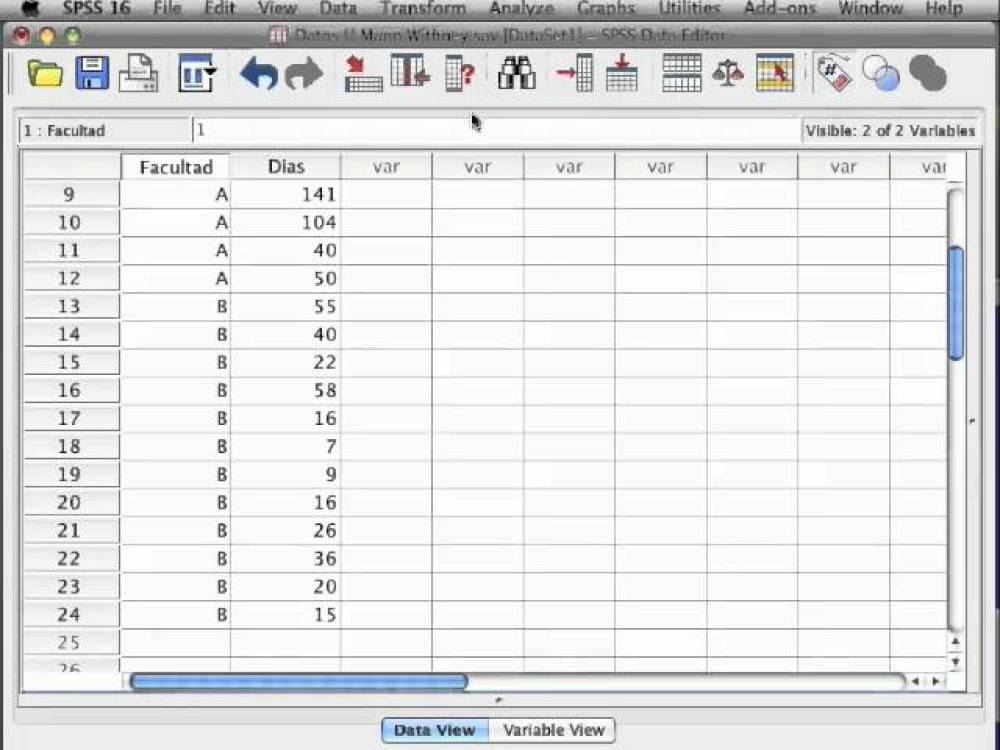 SPSS 16 File Edit View Data Transform Analyze Graphs Utilities Add-ons Window Help
Datos U Mann Withney.sav [DataSet1] – SPSS Data Editor
1 : Facultad 1 Visible: 2 of 2 Variables
Facultad Dias var var var var var var var
9 A 141
10 A 104
11 A 40
12 A 50
13 B 55
14 B 40
15 B 22
16 B 58
17 B 16
18 B 7
19 B 9
20 B 16
21 B 26
22 B 36
23 B 20
24 B 15
25
26
Data View Variable View